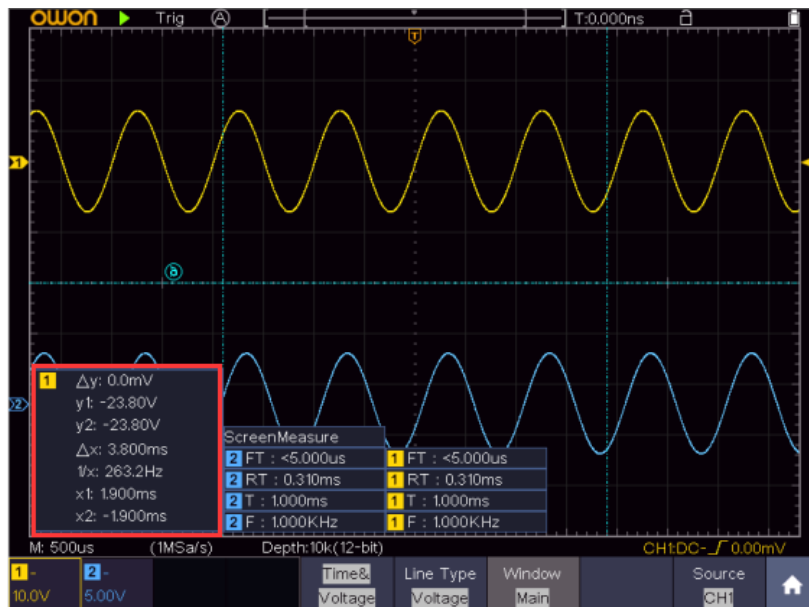 OWON Trig A T:0.000ns
T
1
a
2
1 △y: 0.0mV
y1: -23.80V
y2: -23.80V
△x: 3.800ms
1/x: 263.2Hz
x1: 1.900ms
x2: -1.900ms
ScreenMeasure
2 FT : <5.000us 1 FT : <5.000us
2 RT : 0.310ms 1 RT : 0.310ms
2 T : 1.000ms 1 T : 1.000ms
2 F : 1.000KHz 1 F : 1.000KHz
M: 500us (1MSa/s) Depth:10k(12-bit) CH1:DC- 0.00mV
1 - 2 - Time& Line Type Window Source
10.0V 5.00V Voltage Voltage Main CH1